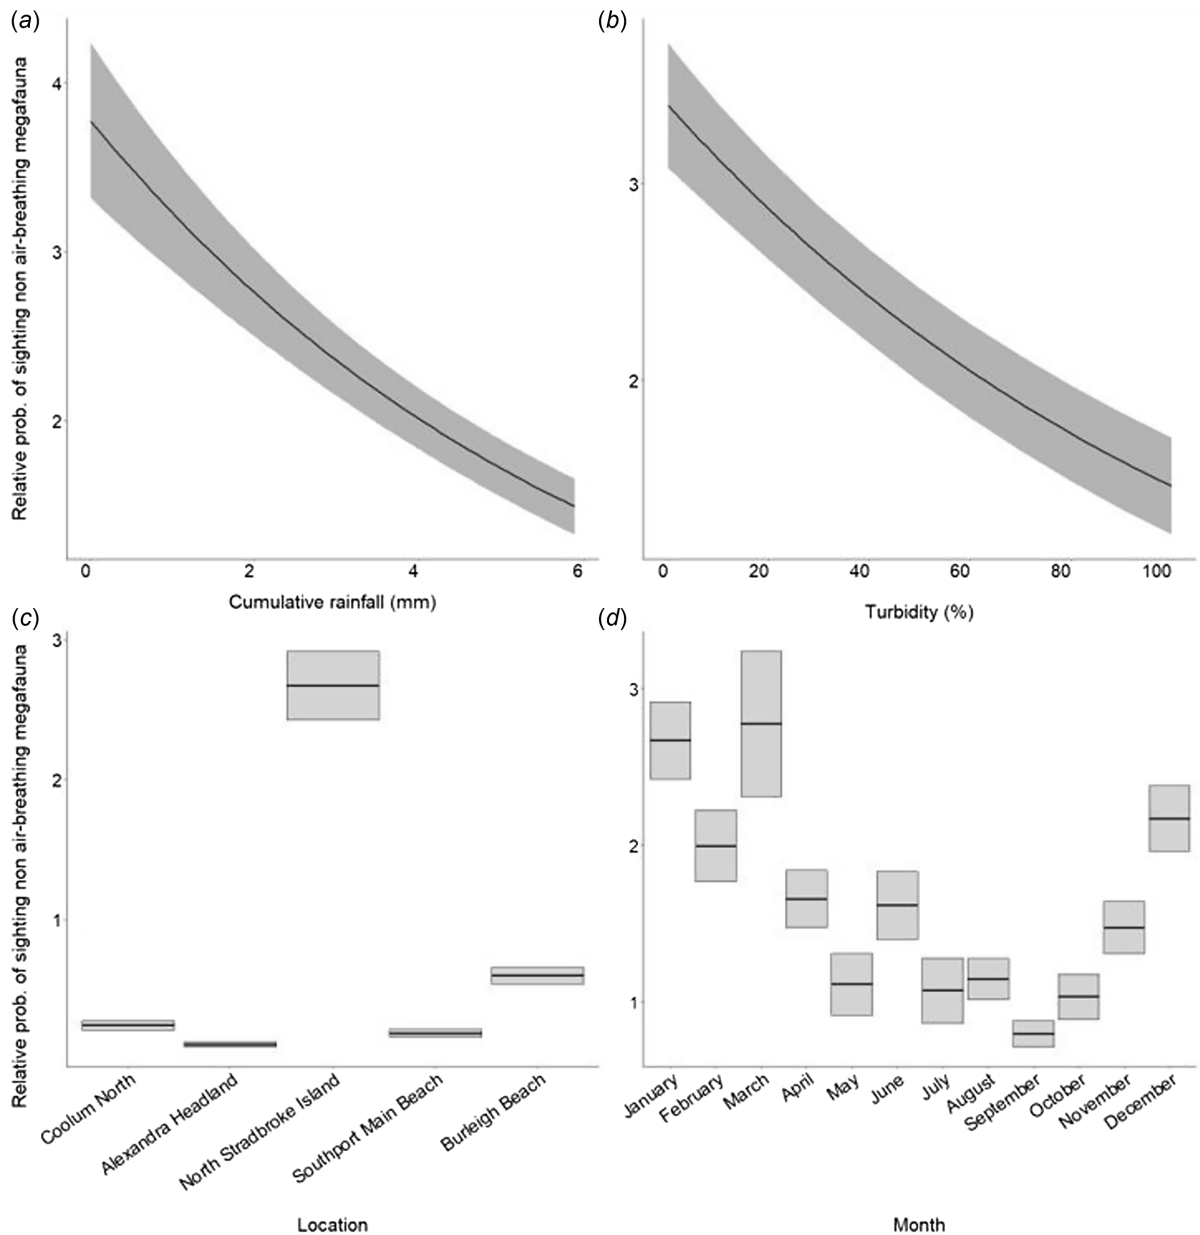 (a)
Relative prob. of sighting non air-breathing megafauna
4
3
2
0 2 4 6
Cumulative rainfall (mm)
(b)
3
2
0 20 40 60 80 100
Turbidity (%)
(c)
Relative prob. of sighting non air-breathing megafauna
3
2
1
Coolum North
Alexandra Headland
North Stradbroke Island
Southport Main Beach
Burleigh Beach
Location
(d)
3
2
1
January
February
March
April
May
June
July
August
September
October
November
December
Month